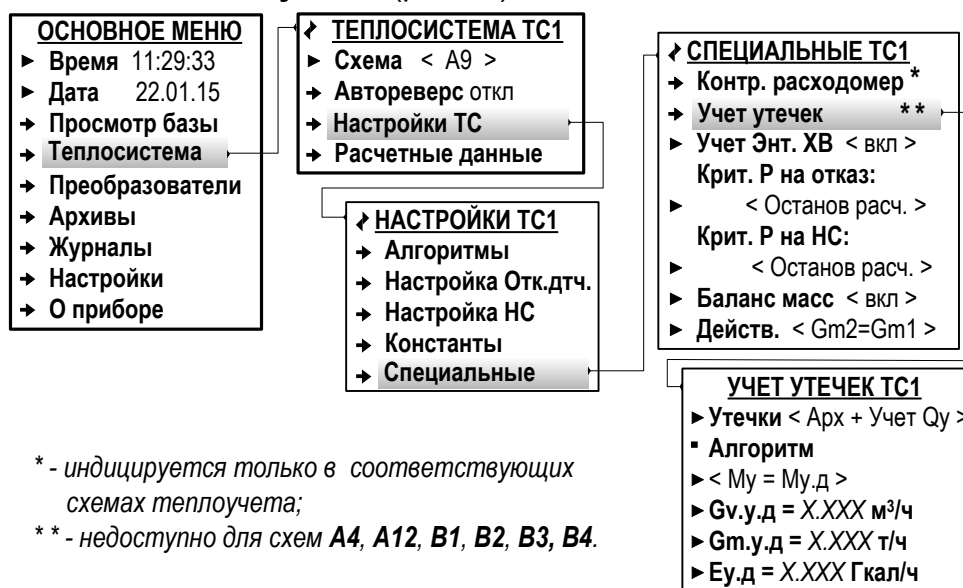 ОСНОВНОЕ МЕНЮ
Время 11:29:33
Дата 22.01.15
Просмотр базы
Теплосистема
Преобразователи
Архивы
Журналы
Настройки
О приборе
ТЕПЛОСИСТЕМА ТС1
Схема < А9 >
Автореверс откл
Настройки ТС
Расчетные данные
НАСТРОЙКИ ТС1
Алгоритмы
Настройка Отк.дтч.
Настройка НС
Константы
Специальные
СПЕЦИАЛЬНЫЕ ТС1
Контр. расходомер *
Учет утечек * *
Учет Энт. ХВ < вкл >
Крит. Р на отказ:
< Останов расч. >
Крит. Р на НС:
< Останов расч. >
Баланс масс < вкл >
Действ. < Gm2=Gm1 >
УЧЕТ УТЕЧЕК ТС1
Утечки < Арх + Учет Qу >
Алгоритм
< Му = Му.д >
Gv.у.д = X.XXX м³/ч
Gm.у.д = X.XXX т/ч
Еу.д = X.XXX Гкал/ч
* - индицируется только в соответствующих
схемах теплоучета;
* * - недоступно для схем А4, А12, В1, В2, В3, В4.